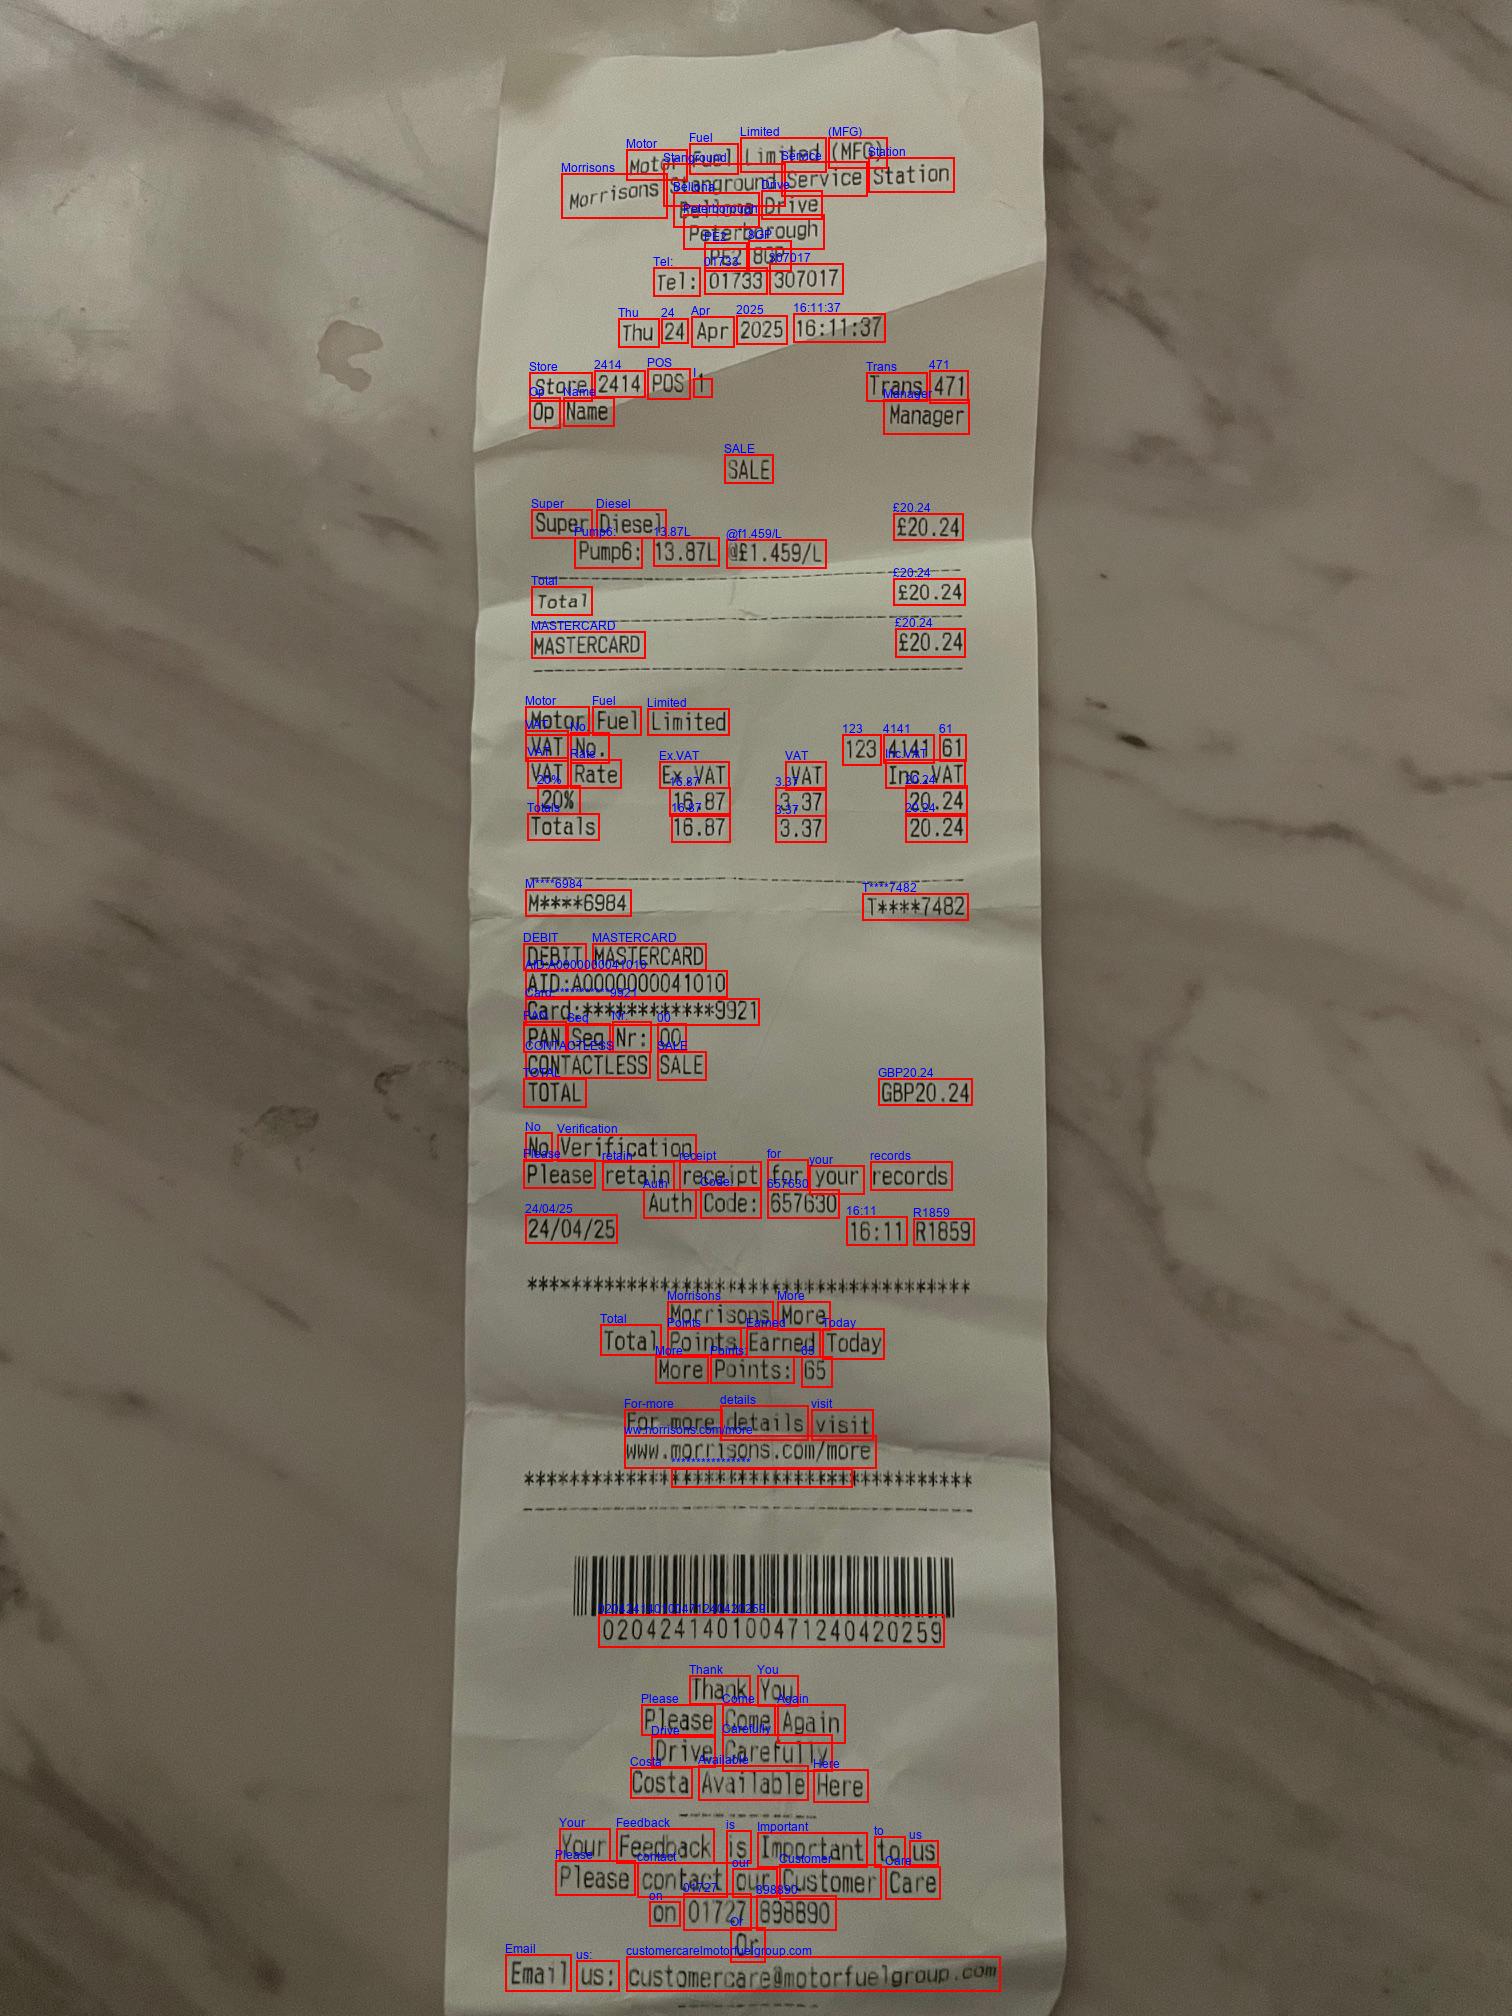 Motor Fuel Limited (MFG)
Morrisons Stanground Service Station
Bellona Drive
Peterborough
PE2 8GP
Tel: 01733 307017
Thu 24 Apr 2025 16:11:37
Store 2414 POS 1 Trans 471
Op Name Manager
SALE
Super Diesel £20.24
Pump6: 13.87L @£1.459/L
Total £20.24
MASTERCARD £20.24
Motor Fuel Limited
VAT No. 123 4141 61
VAT Rate Ex.VAT VAT Inc.VAT
20% 16.87 3.37 20.24
Totals 16.87 3.37 20.24
M****6984 T****7482
DEBIT MASTERCARD
AID:A0000000041010
Card:************9921
PAN Seq Nr: 00
CONTACTLESS SALE
TOTAL GBP20.24
No Verification
Please retain receipt for your records
Auth Code: 657630
24/04/25 16:11 R1859
****************************************
Morrisons More
Total Points Earned Today
More Points: 65
For more details visit
www.morrisons.com/more
****************************************
020424140100471240420259
Thank You
Please Come Again
Drive Carefully
Costa Available Here
Your Feedback is Important to us
Please contact our Customer Care
on 01727 898890
Or
Email us: customercare@motorfuelgroup.com